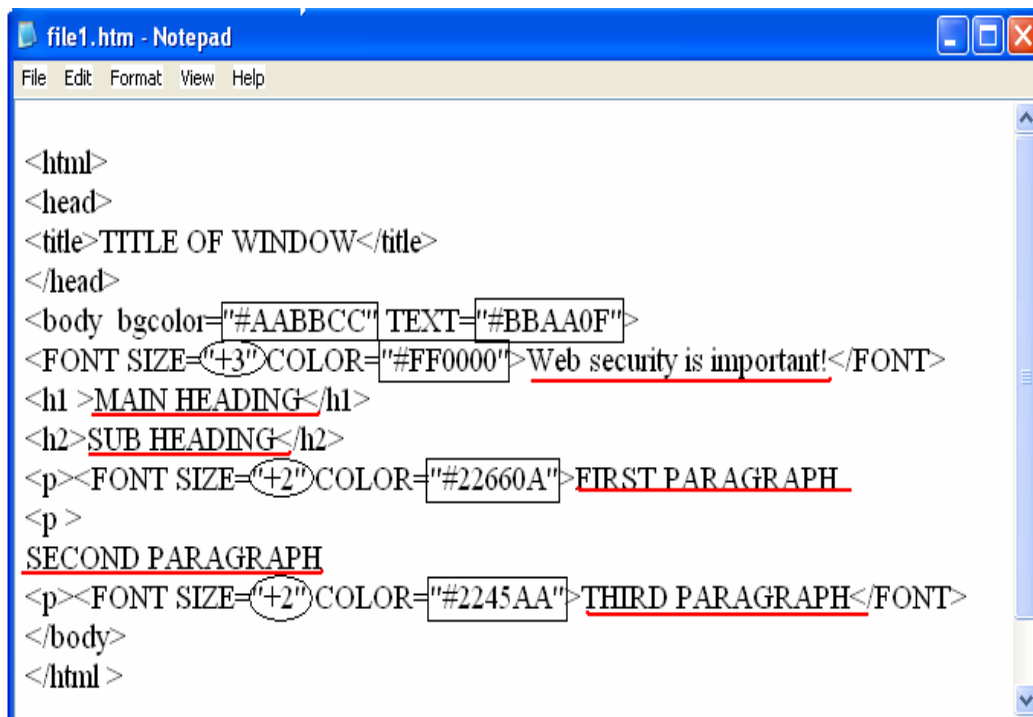 file1.htm - Notepad
File Edit Format View Help
<html>
<head>
<title>TITLE OF WINDOW</title>
</head>
<body  bgcolor="#AABBCC" TEXT="#BBAA0F">
<FONT SIZE="+3" COLOR="#FF0000">Web security is important!</FONT>
<h1 >MAIN HEADING</h1>
<h2>SUB HEADING</h2>
<p><FONT SIZE="+2" COLOR="#22660A">FIRST PARAGRAPH
<p >
SECOND PARAGRAPH
<p><FONT SIZE="+2" COLOR="#2245AA">THIRD PARAGRAPH</FONT>
</body>
</html >